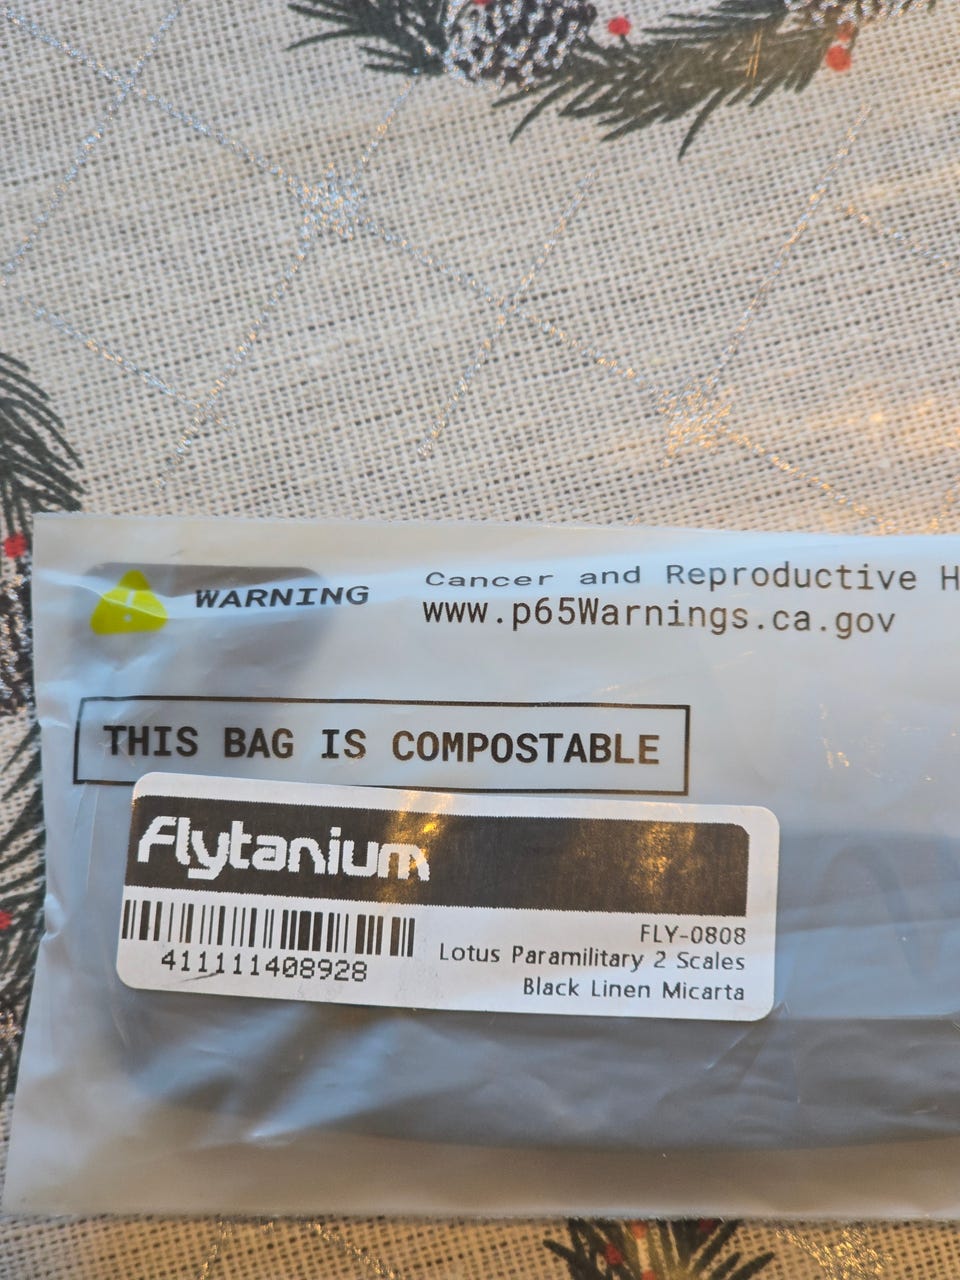 WARNING
Cancer and Reproductive H
www.p65Warnings.ca.gov
THIS BAG IS COMPOSTABLE
Flytanium
411111408928
FLY-0808
Lotus Paramilitary 2 Scales
Black Linen Micarta